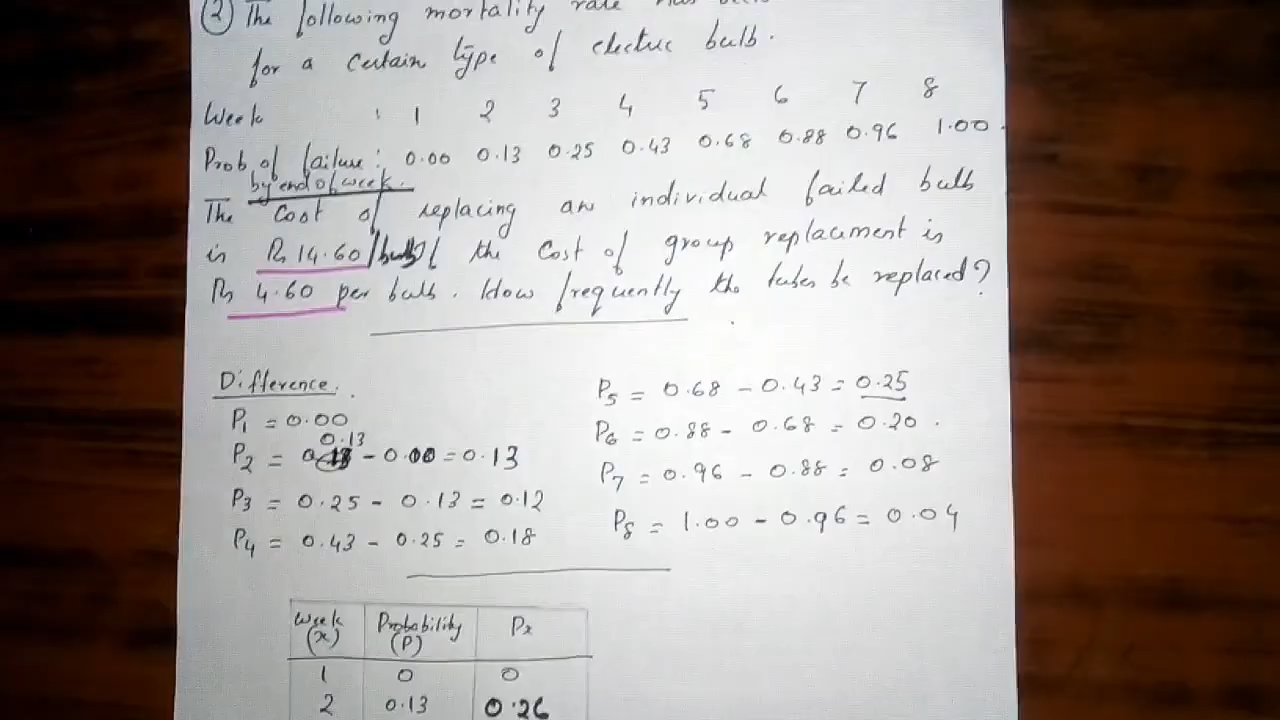 (2) The following mortality rate has been
for a certain type of electric bulb.
Week : 1 2 3 4 5 6 7 8
Prob of failure : 0.00 0.13 0.25 0.43 0.68 0.88 0.96 1.00.
by end of week.
The Cost of replacing an individual failed bulb
is Rs 14.60/bulb & the cost of group replacement is
Rs 4.60 per bulb. How frequently the tubes be replaced?
Difference.
P1 = 0.00
0.13
P2 = - 0.00 = 0.13
P3 = 0.25 - 0.13 = 0.12
P4 = 0.43 - 0.25 = 0.18
P5 = 0.68 - 0.43 = 0.25
P6 = 0.88 - 0.68 = 0.20.
P7 = 0.96 - 0.88 = 0.08
P8 = 1.00 - 0.96 = 0.04
Week (x) Probability (P) Px
1 0 0
2 0.13 0.26